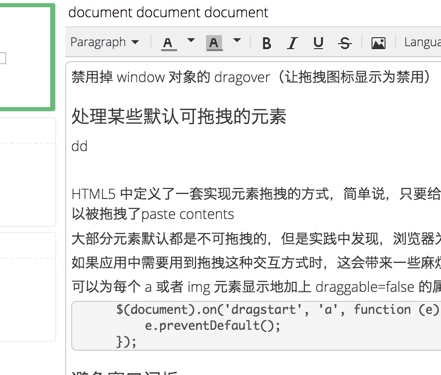 document document document
Paragraph A A B I U S
禁用掉 window 对象的 dragover（让拖拽图标显示为禁用）
处理某些默认可拖拽的元素
dd
HTML5 中定义了一套实现元素拖拽的方式，简单说，只要给
以被拖拽了paste contents
大部分元素默认都是不可拖拽的，但是实践中发现，浏览器
如果应用中需要用到拖拽这种交互方式时，这会带来一些麻烦
可以为每个 a 或者 img 元素显示地加上 draggable=false 的属
$(document).on('dragstart', 'a', function (e)
e.preventDefault();
});